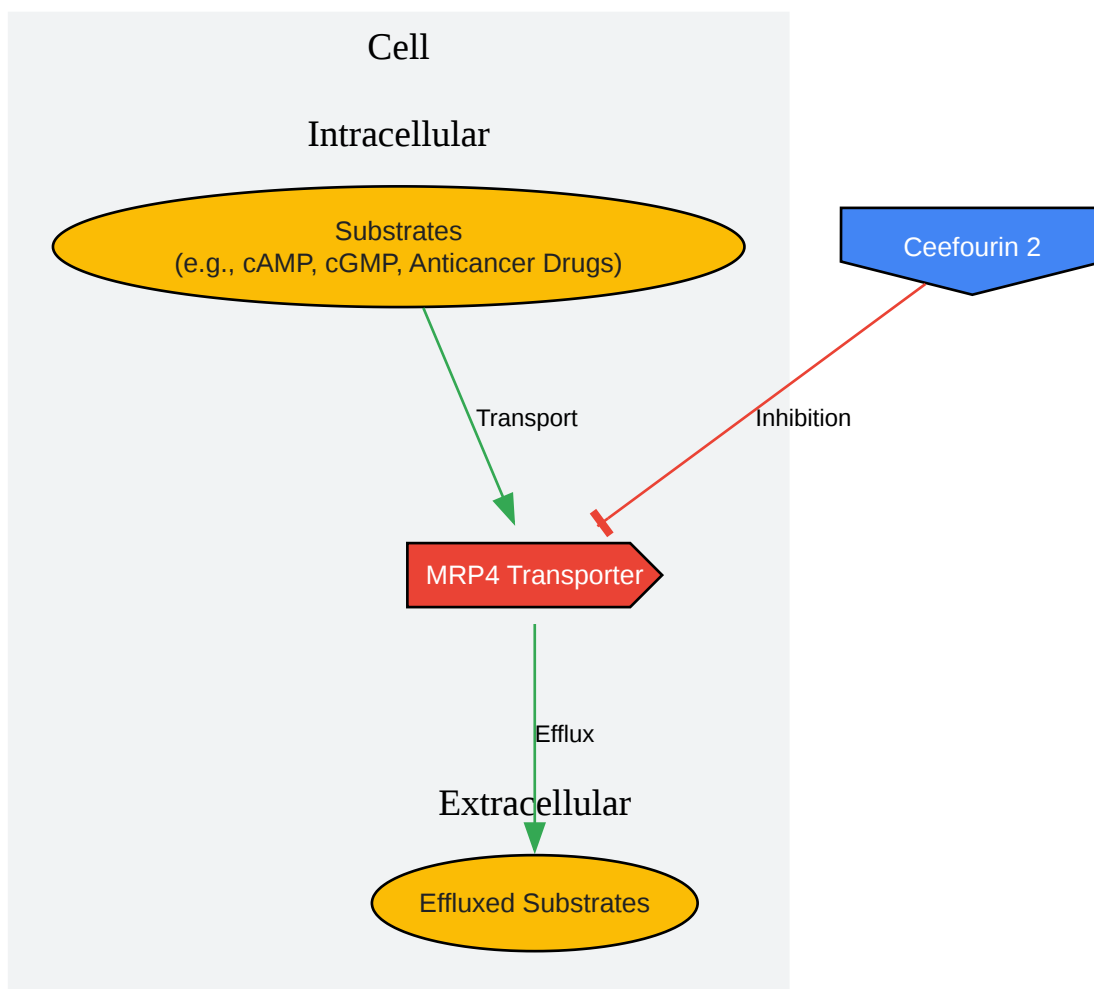 Cell
Intracellular
Substrates
(e.g., cAMP, cGMP, Anticancer Drugs)
Ceefourin 2
Transport
Inhibition
MRP4 Transporter
Efflux
Extracellular
Effluxed Substrates